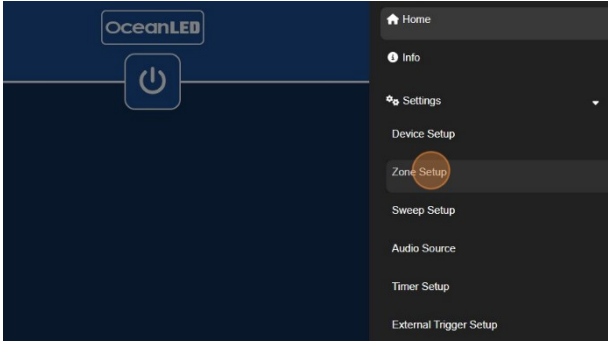 OceanLED
Home
Info
Settings
Device Setup
Zone Setup
Sweep Setup
Audio Source
Timer Setup
External Trigger Setup